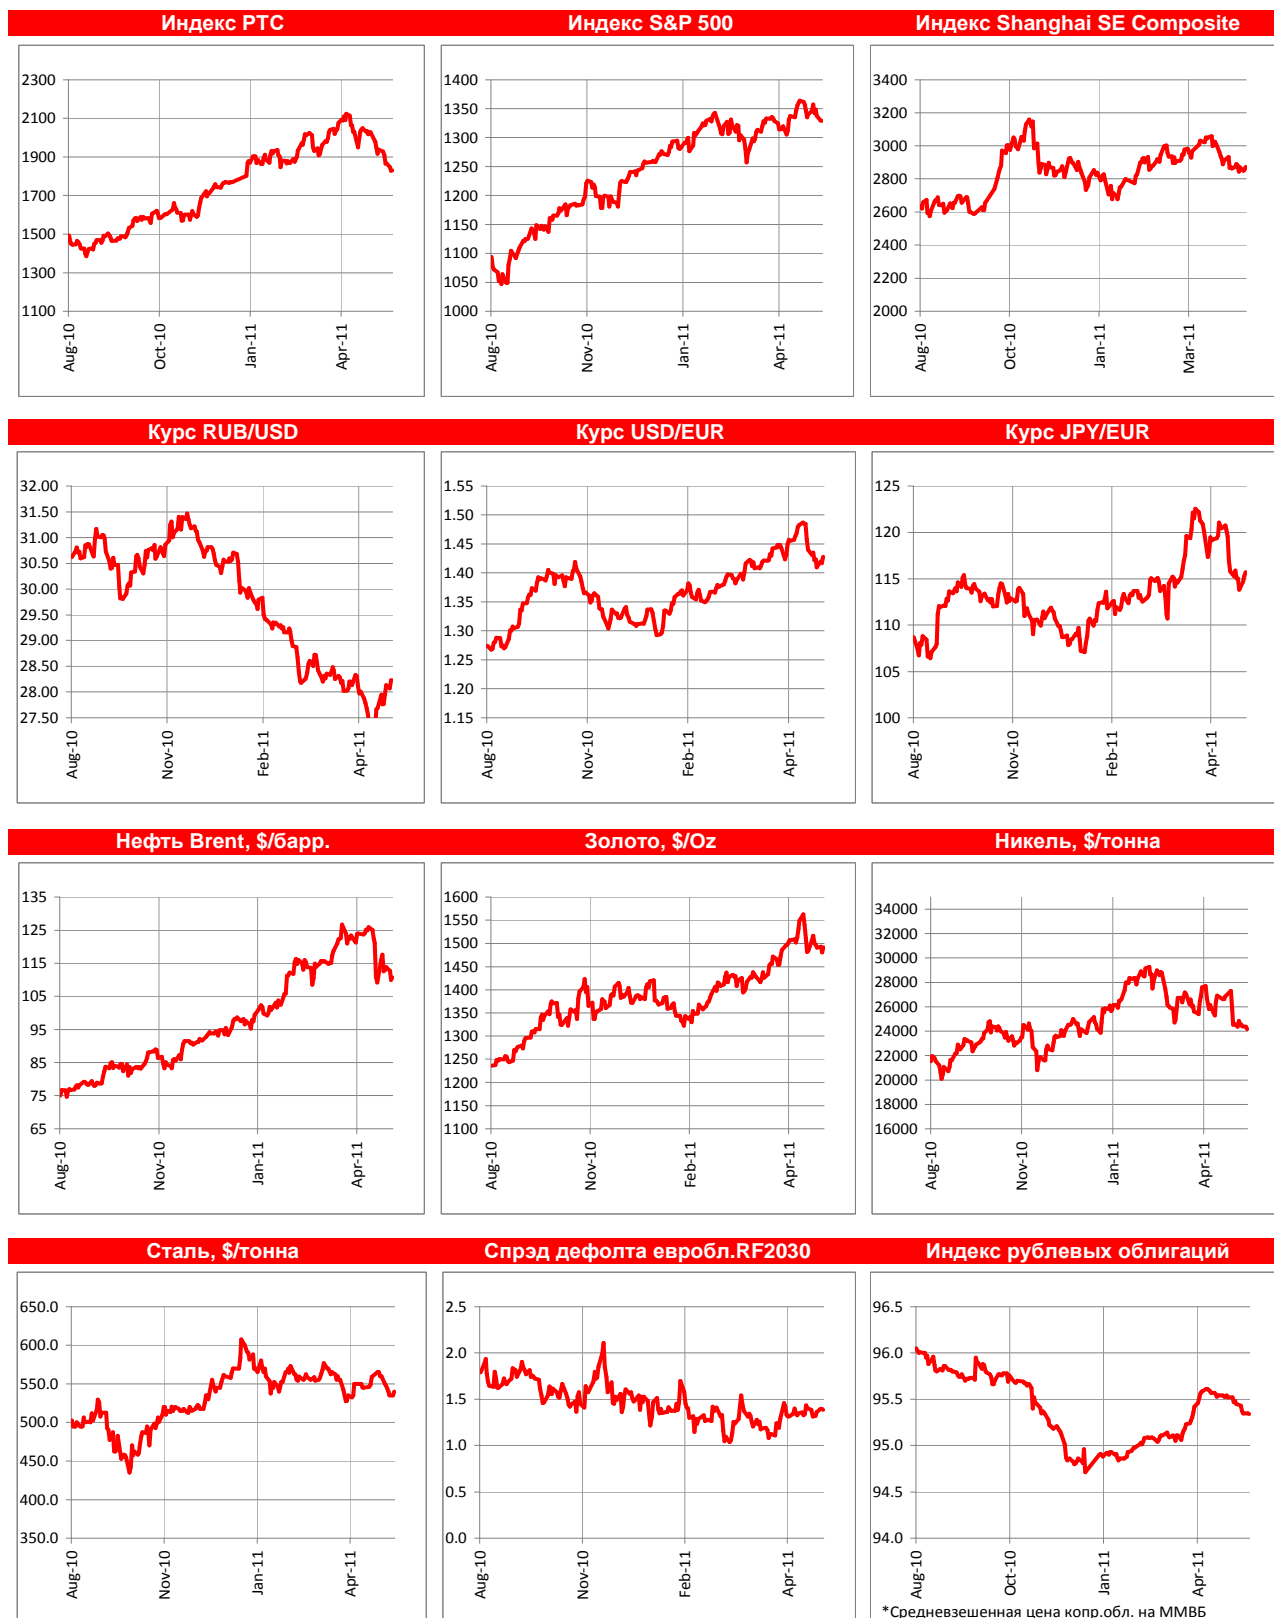 Индекс РТС
Индекс S&P 500
Индекс Shanghai SE Composite
2300
2100
1900
1700
1500
1300
1100
Aug-10
Oct-10
Jan-11
Apr-11
1400
1350
1300
1250
1200
1150
1100
1050
1000
Aug-10
Nov-10
Jan-11
Apr-11
3400
3200
3000
2800
2600
2400
2200
2000
Aug-10
Oct-10
Jan-11
Mar-11
Курс RUB/USD
Курс USD/EUR
Курс JPY/EUR
32.00
31.50
31.00
30.50
30.00
29.50
29.00
28.50
28.00
27.50
Aug-10
Nov-10
Feb-11
Apr-11
1.55
1.50
1.45
1.40
1.35
1.30
1.25
1.20
1.15
Aug-10
Nov-10
Feb-11
Apr-11
125
120
115
110
105
100
Aug-10
Nov-10
Feb-11
Apr-11
Нефть Brent, $/барр.
Золото, $/Oz
Никель, $/тонна
135
125
115
105
95
85
75
65
Aug-10
Nov-10
Jan-11
Apr-11
1600
1550
1500
1450
1400
1350
1300
1250
1200
1150
1100
Aug-10
Nov-10
Feb-11
Apr-11
34000
32000
30000
28000
26000
24000
22000
20000
18000
16000
Aug-10
Nov-10
Jan-11
Apr-11
Сталь, $/тонна
Спрэд дефолта евробл.RF2030
Индекс рублевых облигаций
650.0
600.0
550.0
500.0
450.0
400.0
350.0
Aug-10
Nov-10
Jan-11
Apr-11
2.5
2.0
1.5
1.0
0.5
0.0
Aug-10
Nov-10
Feb-11
Apr-11
96.5
96.0
95.5
95.0
94.5
94.0
Aug-10
Oct-10
Jan-11
Apr-11
*Средневзешенная цена копр.обл. на ММВБ